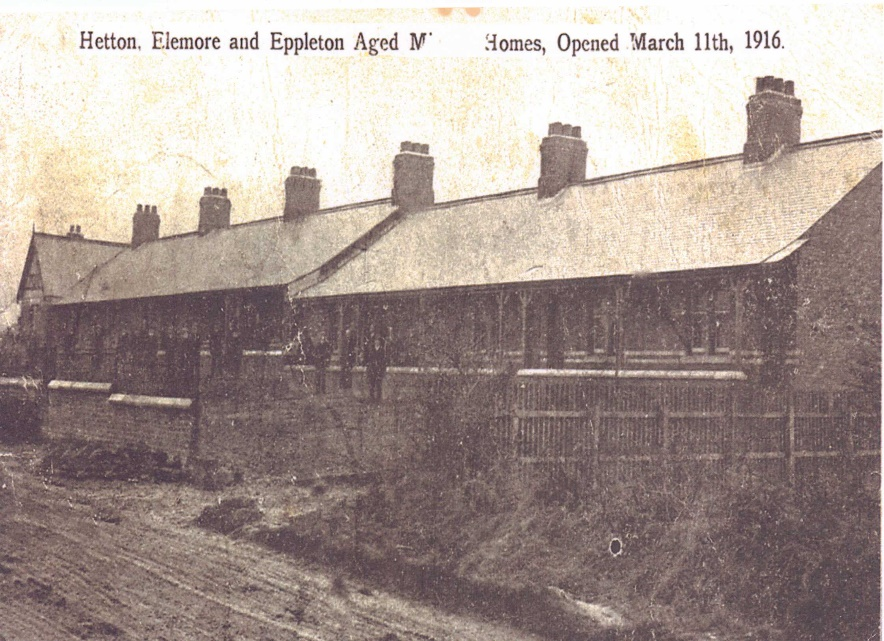 Hetton, Elemore and Eppleton Aged Homes, Opened March 11th, 1916.